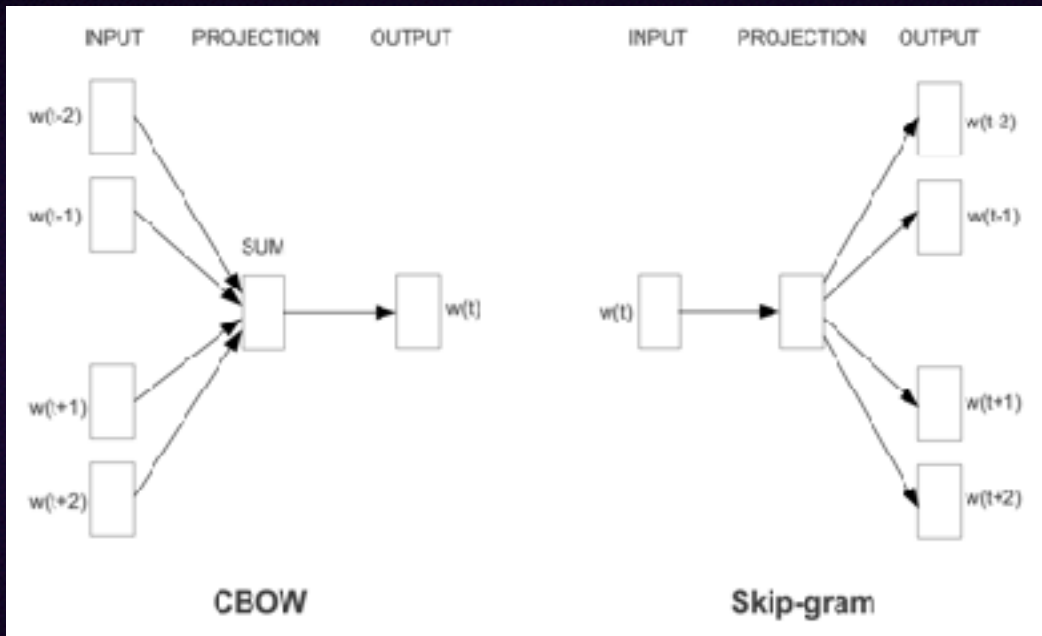 INPUT PROJECTION OUTPUT
w(t-2)
w(t-1)
SUM
w(t)
w(t+1)
w(t+2)
CBOW
INPUT PROJECTION OUTPUT
w(t-2)
w(t-1)
w(t)
w(t+1)
w(t+2)
Skip-gram